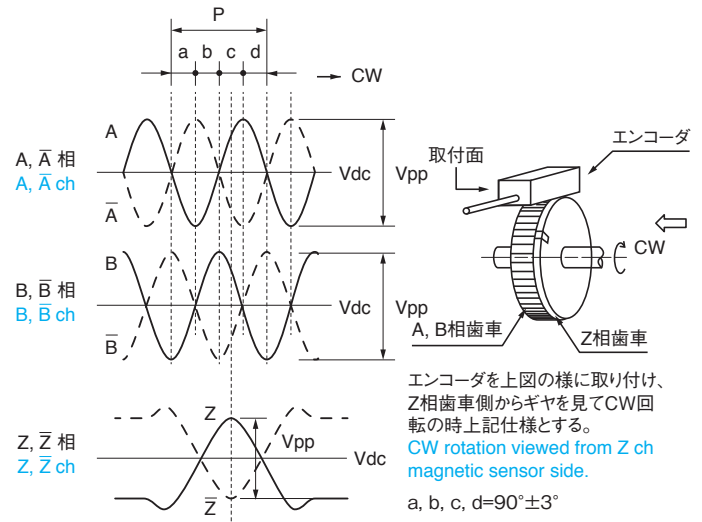 P
a b c d
CW
A
A̅
A, A̅ 相
A, A̅ ch
Vdc
Vpp
B
B̅
B, B̅ 相
B, B̅ ch
Vdc
Vpp
Z
Z̅
Z, Z̅ 相
Z, Z̅ ch
Vpp
Vdc
エンコーダ
取付面
CW
A, B相歯車
Z相歯車
エンコーダを上図の様に取り付け、
Z相歯車側からギヤを見てCW回
転の時上記仕様とする。
CW rotation viewed from Z ch
magnetic sensor side.
a, b, c, d=90°±3°